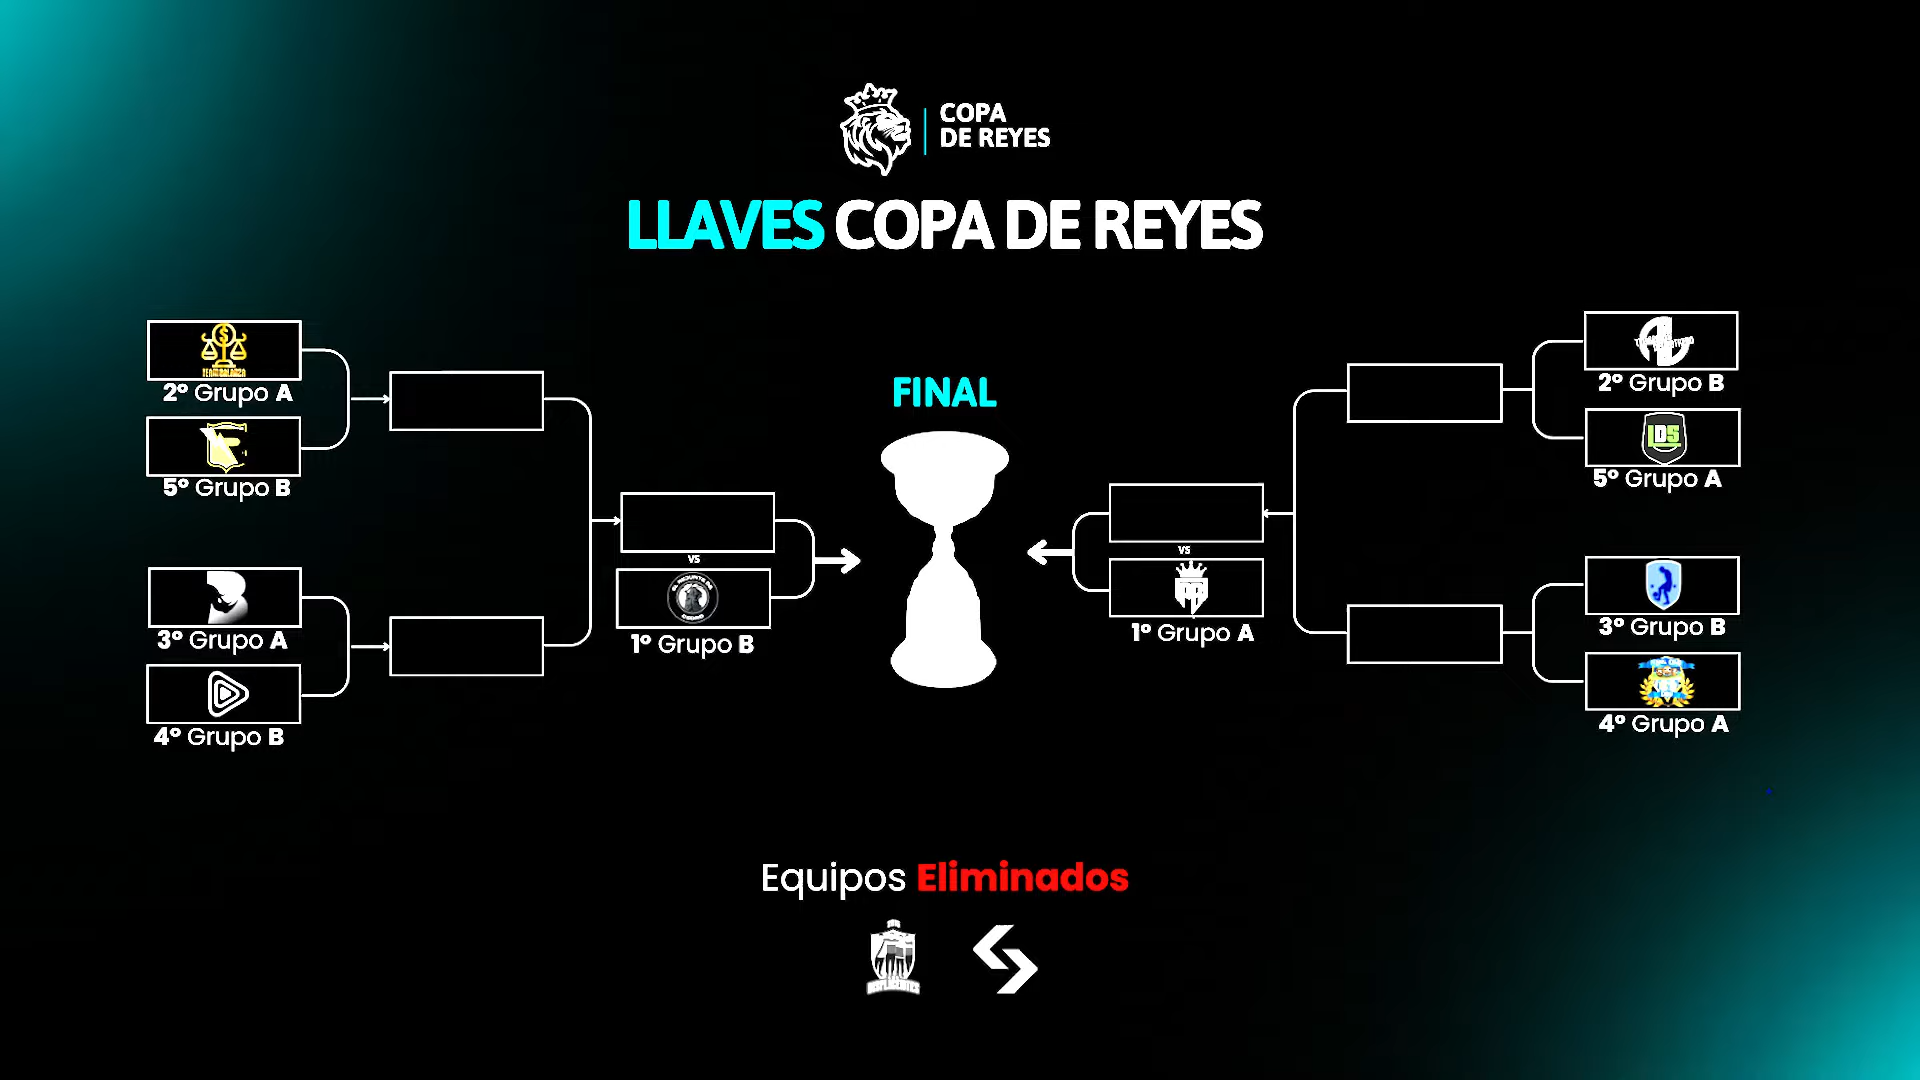 COPA
DE REYES
LLAVES COPA DE REYES
2º Grupo A
5º Grupo B
3º Grupo A
4º Grupo B
vs
1º Grupo B
FINAL
vs
1º Grupo A
2º Grupo B
LDS
5º Grupo A
3º Grupo B
4º Grupo A
Equipos Eliminados